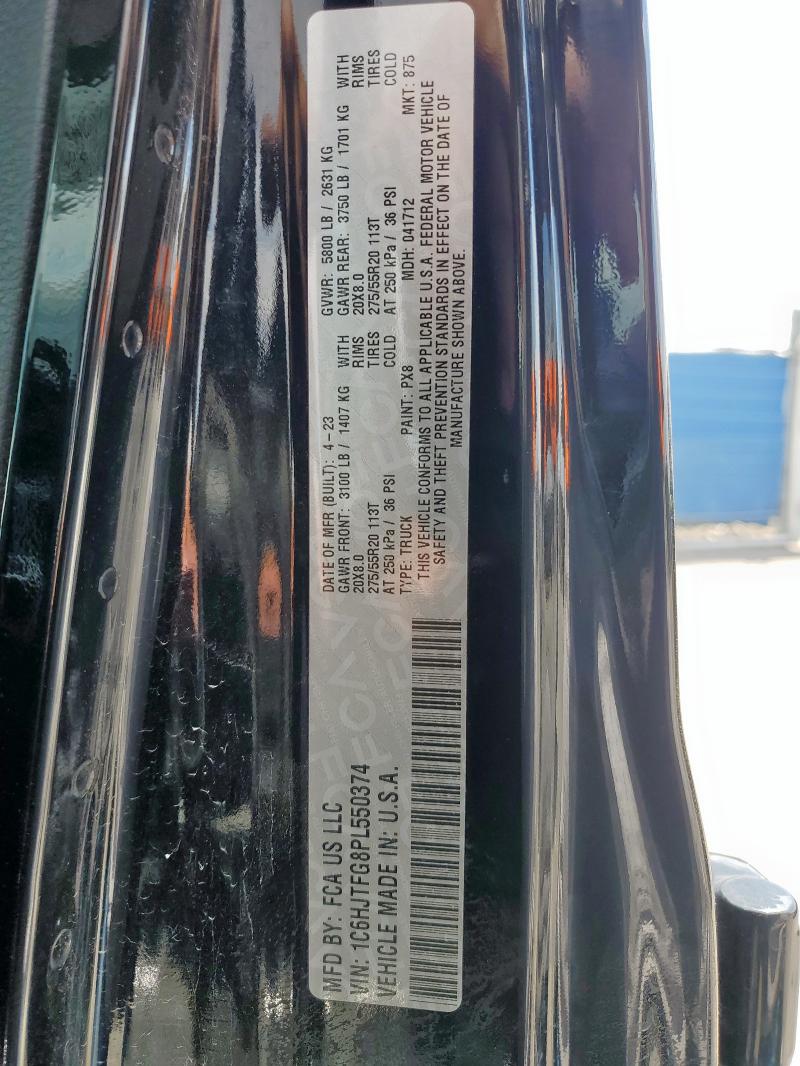 MFD BY: FCA US LLC
VIN: 1C6HJTFG8PL550374
VEHICLE MADE IN: U.S.A.
DATE OF MFR (BUILT): 4-23 GVWR: 5800 LB / 2631 KG
GAWR FRONT: 3100 LB / 1407 KG WITH GAWR REAR: 3750 LB / 1701 KG WITH
20X8.0 RIMS 20X8.0 RIMS
275/55R20 113T TIRES 275/55R20 113T TIRES
AT 250 kPa / 36 PSI COLD AT 250 kPa / 36 PSI COLD
TYPE: TRUCK PAINT: PX8 MDH: 041712 MKT: 875
THIS VEHICLE CONFORMS TO ALL APPLICABLE U.S.A. FEDERAL MOTOR VEHICLE
SAFETY AND THEFT PREVENTION STANDARDS IN EFFECT ON THE DATE OF
MANUFACTURE SHOWN ABOVE.